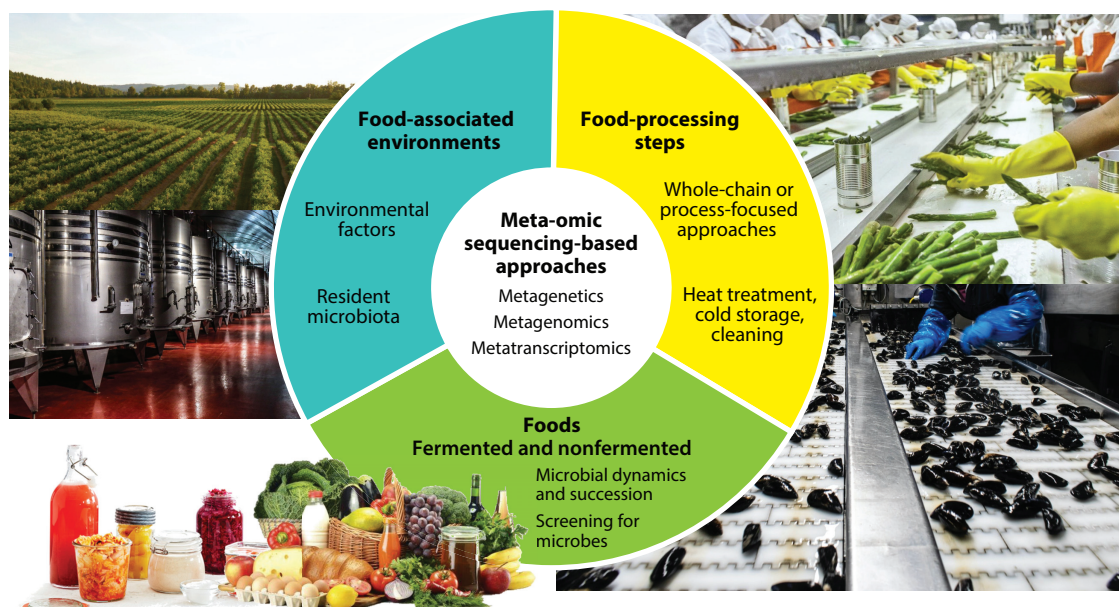 Food-associated
environments
Environmental
factors
Resident
microbiota
Food-processing
steps
Whole-chain or
process-focused
approaches
Heat treatment,
cold storage,
cleaning
Meta-omic
sequencing-based
approaches
Metagenetics
Metagenomics
Metatranscriptomics
Foods
Fermented and nonfermented
Microbial dynamics
and succession
Screening for
microbes